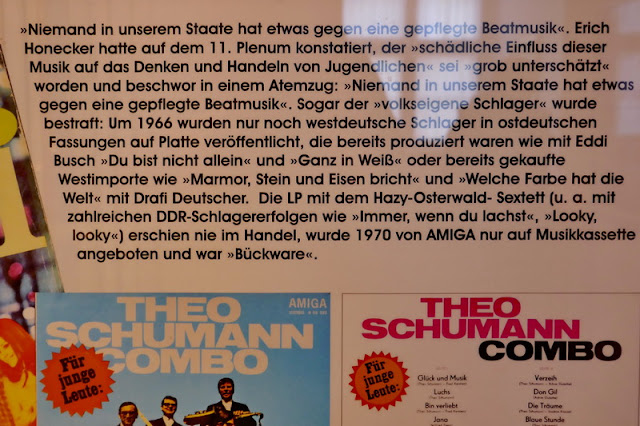 »Niemand in unserem Staate hat etwas gegen eine gepflegte Beatmusik«. Erich
Honecker hatte auf dem 11. Plenum konstatiert, der »schädliche Einfluss dieser
Musik auf das Denken und Handeln von Jugendlichen« sei »grob unterschätzt«
worden und beschwor in einem Atemzug: »Niemand in unserem Staate hat etwas
gegen eine gepflegte Beatmusik«. Sogar der »volkseigene Schlager« wurde
bestraft: Um 1966 wurden nur noch westdeutsche Schlager in ostdeutschen
Fassungen auf Platte veröffentlicht, die bereits produziert waren wie mit Eddi
Busch »Du bist nicht allein« und »Ganz in Weiß« oder bereits gekaufte
Westimporte wie »Marmor, Stein und Eisen bricht« und »Welche Farbe hat die
Welt« mit Drafi Deutscher. Die LP mit dem Hazy-Osterwald- Sextett (u. a. mit
zahlreichen DDR-Schlagererfolgen wie »Immer, wenn du lachst«, »Looky,
looky«) erschien nie im Handel, wurde 1970 von AMIGA nur auf Musikkassette
angeboten und war »Bückware«.
THEO
SCHUMANN
COMBO
AMIGA
Für
junge
Leute:
THEO
SCHUMANN
COMBO
Für
junge
Leute:
Glück und Musik
Luchs
Bin verliebt
Jana
Verzeih
Don Gil
Die Träume
Blaue Stunde